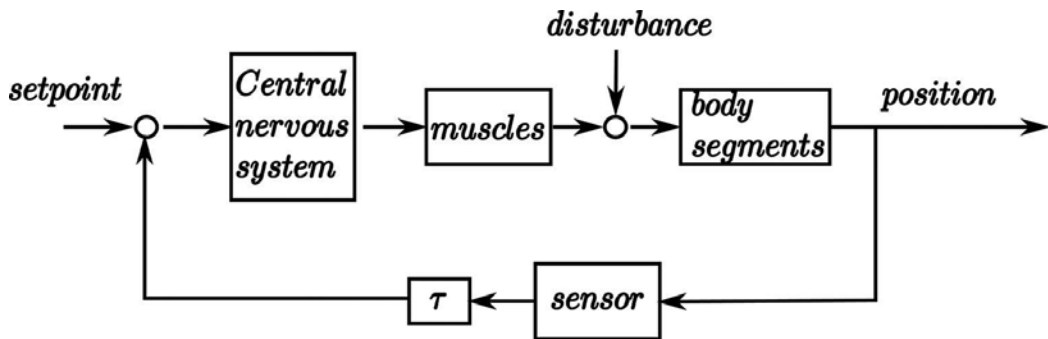 disturbance
setpoint
Central
nervous
system
muscles
body
segments
position
τ
sensor